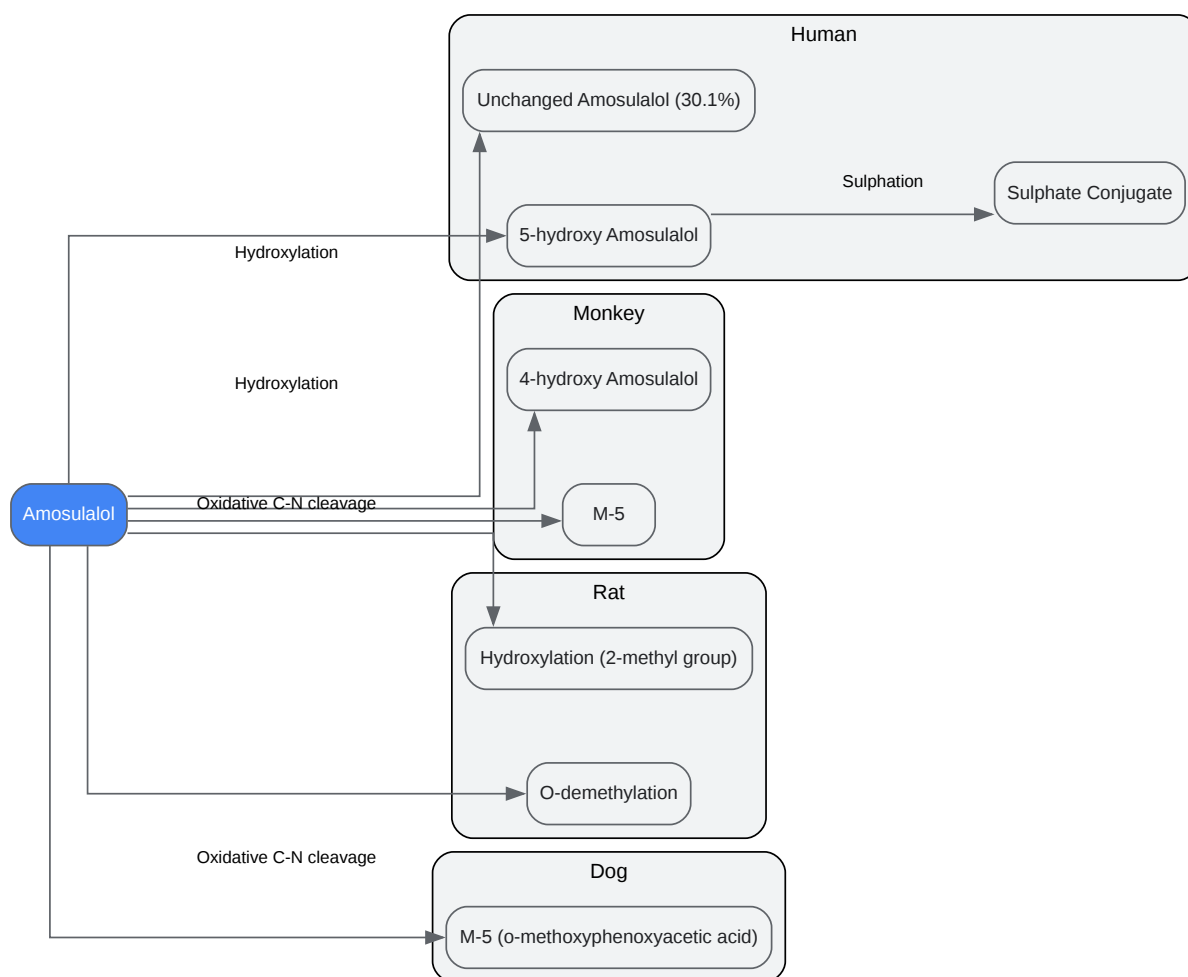 Human
Unchanged Amosulalol (30.1%)
Sulphation
Sulphate Conjugate
5-hydroxy Amosulalol
Hydroxylation
Monkey
Hydroxylation
4-hydroxy Amosulalol
Oxidative C-N cleavage
Amosulalol
M-5
Rat
Hydroxylation (2-methyl group)
O-demethylation
Oxidative C-N cleavage
Dog
M-5 (o-methoxyphenoxyacetic acid)